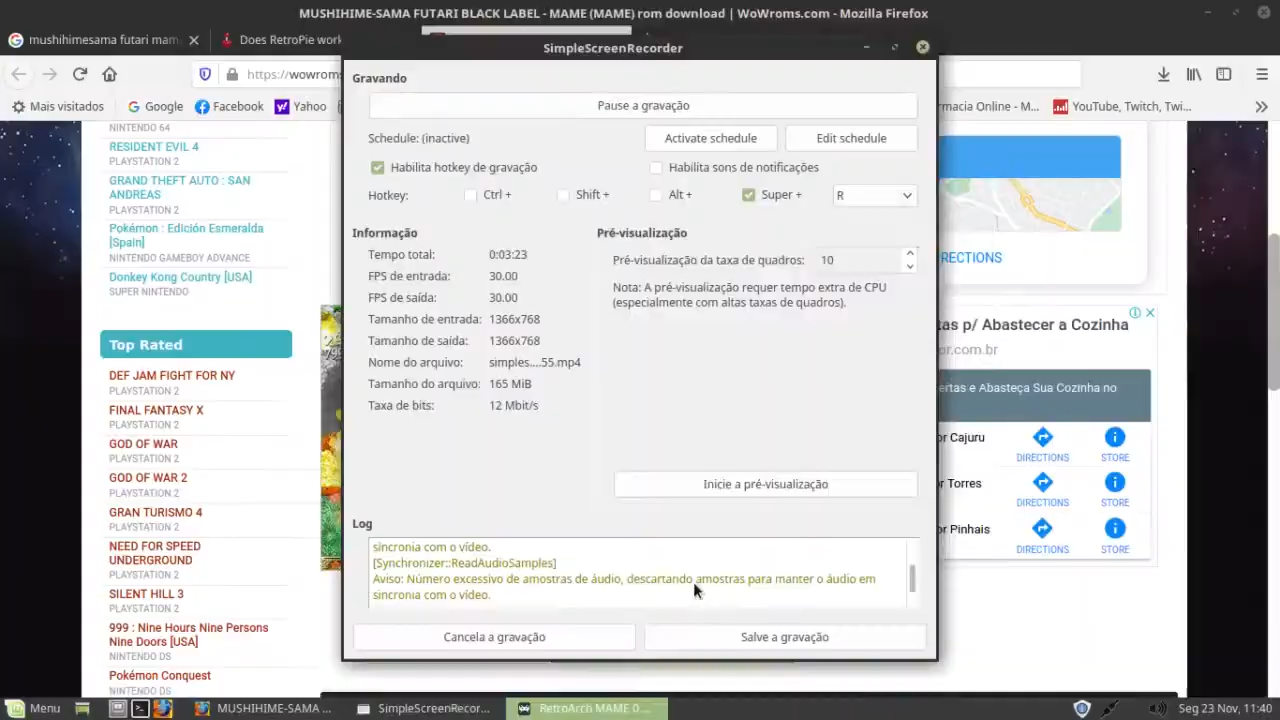 MUSHIHIME-SAMA FUTARI BLACK LABEL - MAME (MAME) rom download | WoWroms.com - Mozilla Firefox
mushihimesama futari mam
Does RetroPie work
https://wowroms
Mais visitados
Google
Facebook
Yahoo
rmacia Online - M...
YouTube, Twitch, Twi...
NINTENDO 64
RESIDENT EVIL 4
PLAYSTATION 2
GRAND THEFT AUTO : SAN
ANDREAS
PLAYSTATION 2
Pokémon : Edición Esmeralda
[Spain]
NINTENDO GAMEBOY ADVANCE
Donkey Kong Country [USA]
SUPER NINTENDO
Top Rated
DEF JAM FIGHT FOR NY
PLAYSTATION 2
FINAL FANTASY X
PLAYSTATION 2
GOD OF WAR
PLAYSTATION 2
GOD OF WAR 2
PLAYSTATION 2
GRAN TURISMO 4
PLAYSTATION 2
NEED FOR SPEED
UNDERGROUND
PLAYSTATION 2
SILENT HILL 3
PLAYSTATION 2
999 : Nine Hours Nine Persons
Nine Doors [USA]
NINTENDO DS
Pokémon Conquest
NINTENDO DS
SimpleScreenRecorder
Gravando
Pause a gravação
Schedule: (inactive)
Activate schedule
Edit schedule
Habilita hotkey de gravação
Habilita sons de notificações
Hotkey:
Ctrl +
Shift +
Alt +
Super +
R
Informação
Tempo total: 0:03:23
FPS de entrada: 30.00
FPS de saída: 30.00
Tamanho de entrada: 1366x768
Tamanho de saída: 1366x768
Nome do arquivo: simples....55.mp4
Tamanho do arquivo: 165 MiB
Taxa de bits: 12 Mbit/s
Pré-visualização
Pré-visualização da taxa de quadros: 10
Nota: A pré-visualização requer tempo extra de CPU
(especialmente com altas taxas de quadros).
Inicie a pré-visualização
Log
sincronia com o vídeo.
[Synchronizer::ReadAudioSamples]
Aviso: Número excessivo de amostras de áudio, descartando amostras para manter o áudio em
sincronia com o vídeo.
Cancela a gravação
Salve a gravação
RECTIONS
tas p/ Abastecer a Cozinha
or.com.br
ertas e Abasteça Sua Cozinha no
or Cajuru
DIRECTIONS
STORE
or Torres
DIRECTIONS
STORE
or Pinhais
DIRECTIONS
STORE
Menu
MUSHIHIME-SAMA ...
SimpleScreenRecor...
RetroArch MAME 0....
Seg 23 Nov, 11:40